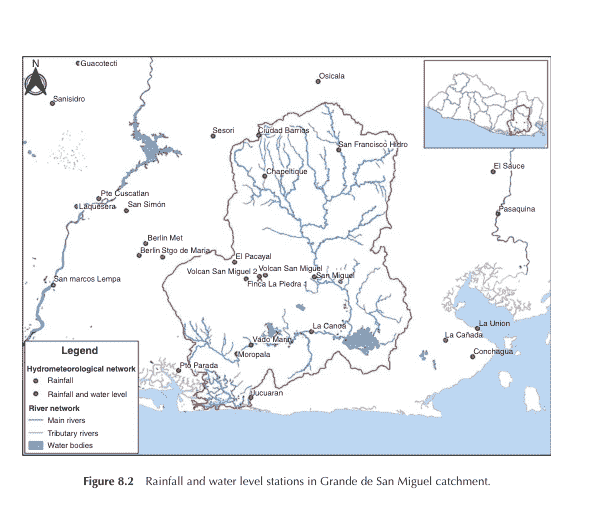 N
Guacotecti
Osicala
Sanisidro
Sesori
Ciudad Barrios
San Francisco Hidro
El Sauce
Chapeltique
Pte Cuscatlan
Laquesera
San Simón
Pasaquina
Berlin Met
Berlin Stgo de Maria
El Pacayal
Volcan San Miguel 2
Volcan San Miguel
San Miguel
Finca La Piedra
San marcos Lempa
La Canoa
La Union
Vado Marin
La Cañada
Moropala
Conchagua
Pto Parada
Jucuaran
Legend
Hydrometeorological network
Rainfall
Rainfall and water level
River network
Main rivers
Tributary rivers
Water bodies
Figure 8.2 Rainfall and water level stations in Grande de San Miguel catchment.